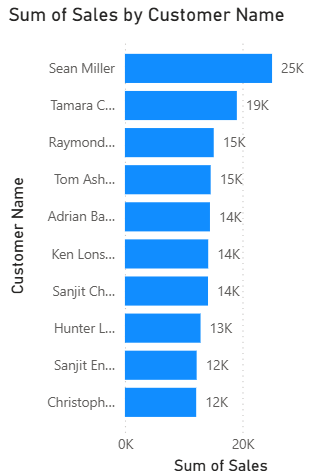 Sum of Sales by Customer Name
Sean Miller 25K
Tamara C... 19K
Raymond... 15K
Tom Ash... 15K
Adrian Ba... 14K
Ken Lons... 14K
Sanjit Ch... 14K
Hunter L... 13K
Sanjit En... 12K
Christoph... 12K
Customer Name
0K 20K
Sum of Sales